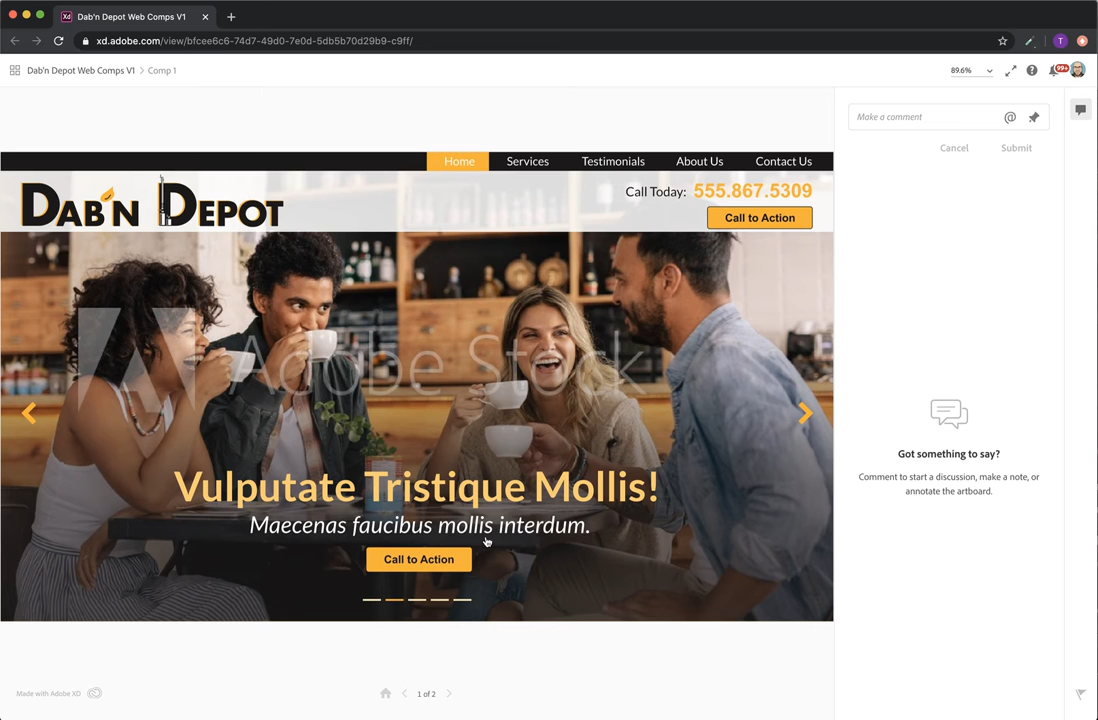 Xd Dab'n Depot Web Comps V1
xd.adobe.com/view/bfcee6c6-74d7-49d0-7e0d-5db5b70d29b9-c9ff/
T
Dab'n Depot Web Comps V1 > Comp 1
89.6%
99+
Make a comment
@
Cancel Submit
Home Services Testimonials About Us Contact Us
DAB'N DEPOT
Call Today: 555.867.5309
Call to Action
Adobe Stock
Vulputate Tristique Mollis!
Maecenas faucibus mollis interdum.
Call to Action
Got something to say?
Comment to start a discussion, make a note, or
annotate the artboard.
Made with Adobe XD
1 of 2